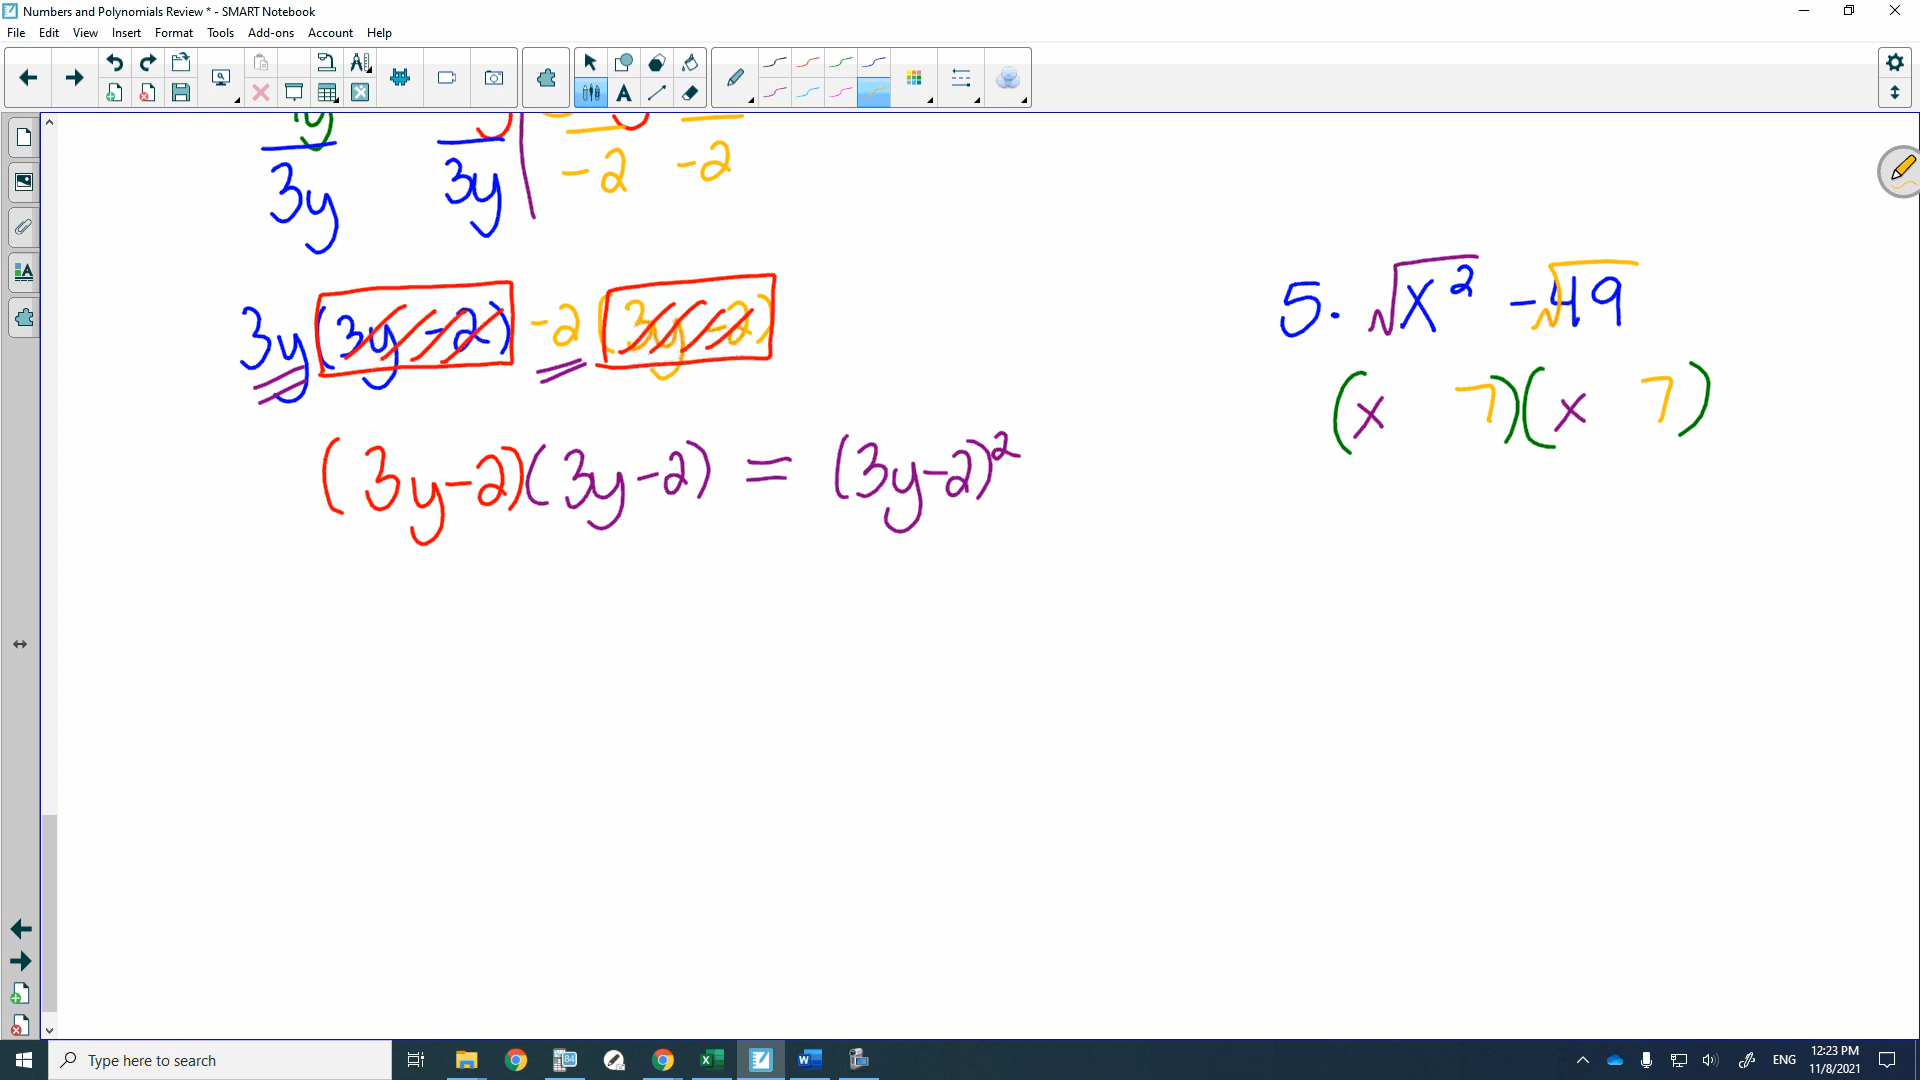 Numbers and Polynomials Review * - SMART Notebook
File Edit View Insert Format Tools Add-ons Account Help
3y 3y -2 -2
3y(3y-2) -2(3y-2)
(3y-2)(3y-2) = (3y-2)²
5. √x² - √49
(x 7)(x 7)
Type here to search
ENG
12:23 PM
11/8/2021